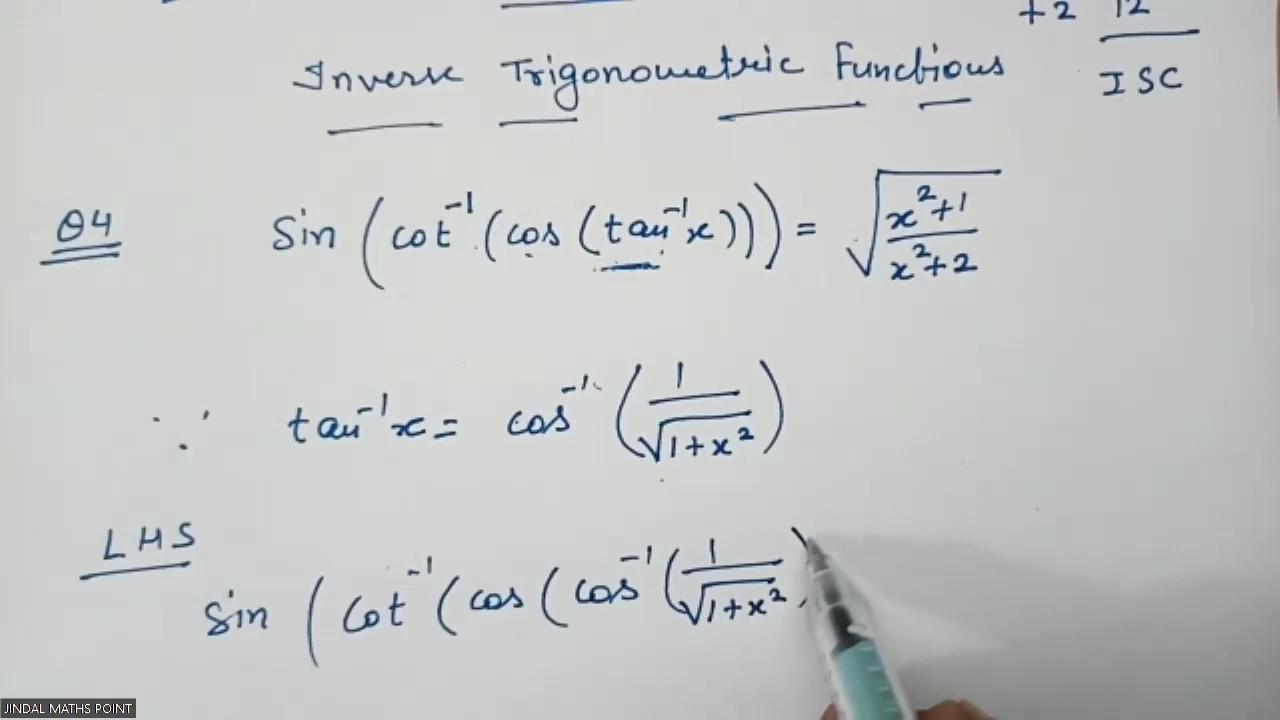 +2 12
Inverse Trigonometric Functions
ISC
Q4 Sin (cot⁻¹(cos (tan⁻¹x))) = √((x²+1)/(x²+2))
∵ tan⁻¹x = cos⁻¹ (1/√(1+x²))
LHS
Sin (Cot⁻¹(cos (cos⁻¹(1/√(1+x²)
JINDAL MATHS POINT